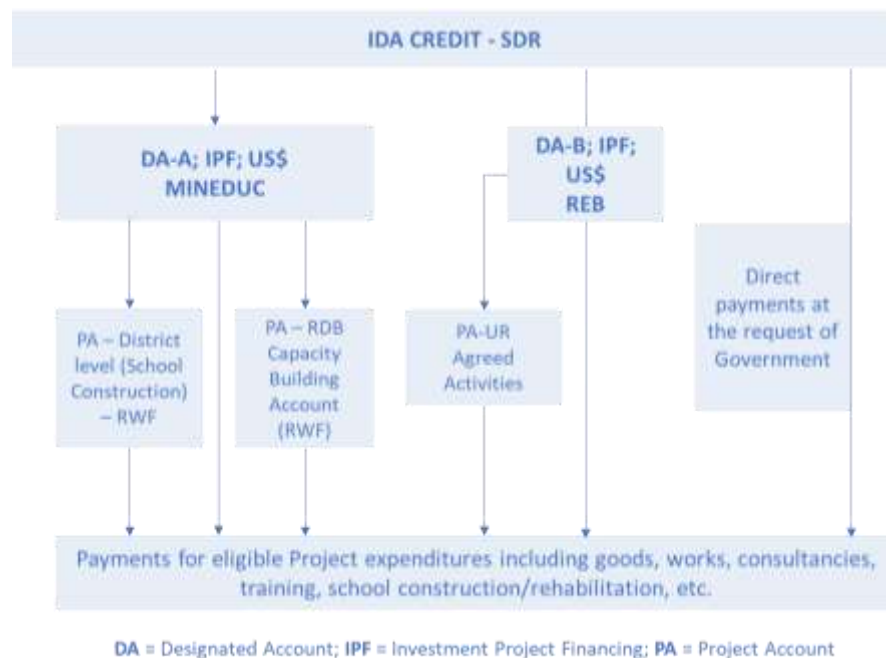 IDA CREDIT - SDR
DA-A; IPF; US$
MINEDUC
DA-B; IPF;
US$
REB
Direct
payments at
the request of
Government
PA – District
level (School
Construction)
– RWF
PA – RDB
Capacity
Building
Account
(RWF)
PA-UR
Agreed
Activities
Payments for eligible Project expenditures including goods, works, consultancies,
training, school construction/rehabilitation, etc.
DA = Designated Account; IPF = Investment Project Financing; PA = Project Account